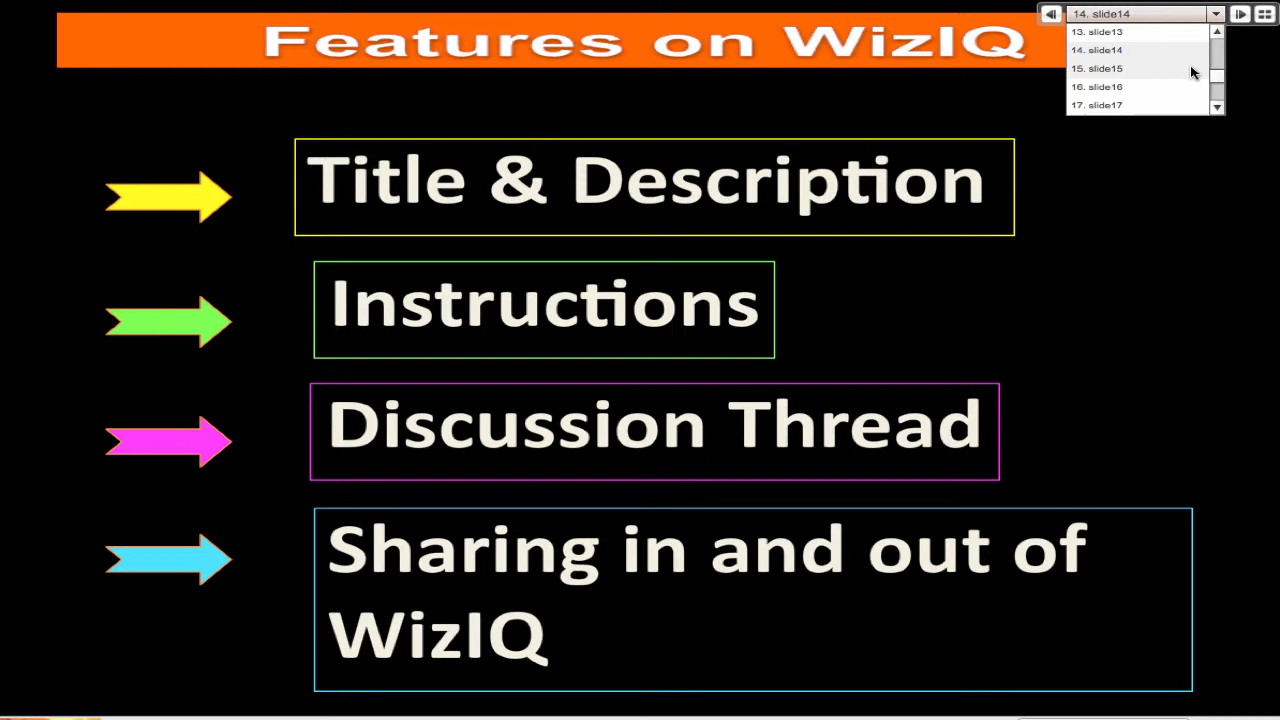 Features on WizIQ
14. slide14
13. slide13
14. slide14
15. slide15
16. slide16
17. slide17
Title & Description
Instructions
Discussion Thread
Sharing in and out of
WizIQ